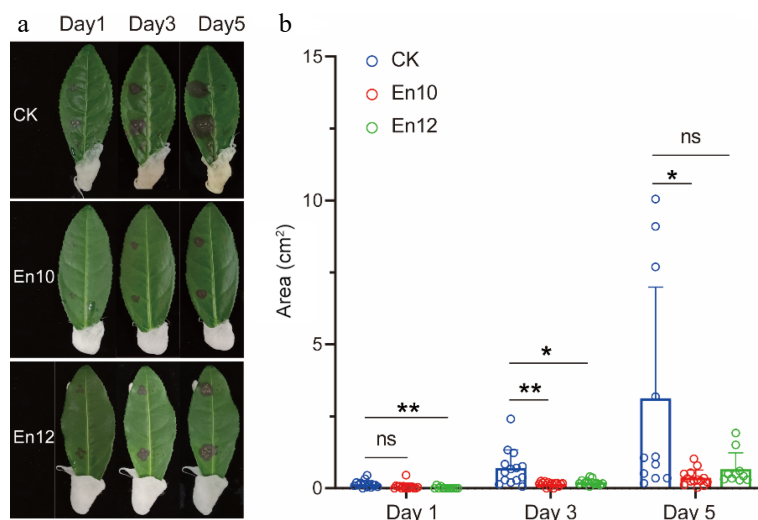 a
Day1 Day3 Day5
CK
En10
En12
b
15
10
5
0
Area (cm²)
CK
En10
En12
ns
**
**
*
*
ns
Day 1 Day 3 Day 5